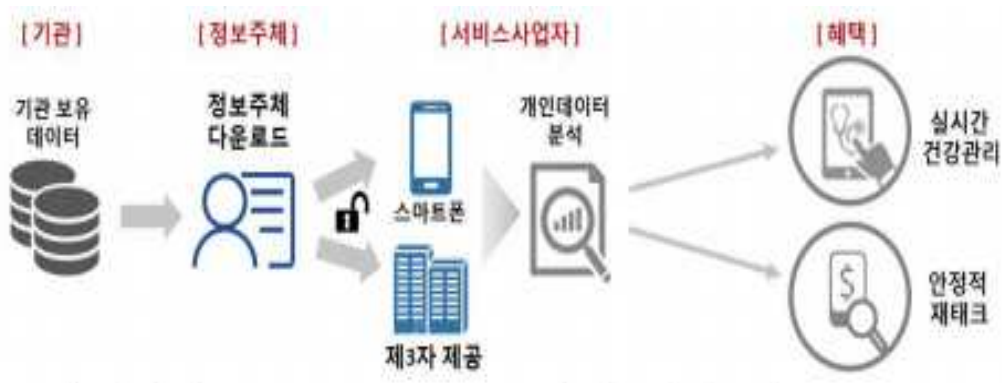 [기관]
[정보주체]
[서비스사업자]
[혜택]
기관 보유
데이터
정보주체
다운로드
스마트폰
제3자 제공
개인데이터
분석
실시간
건강관리
안정적
재태크